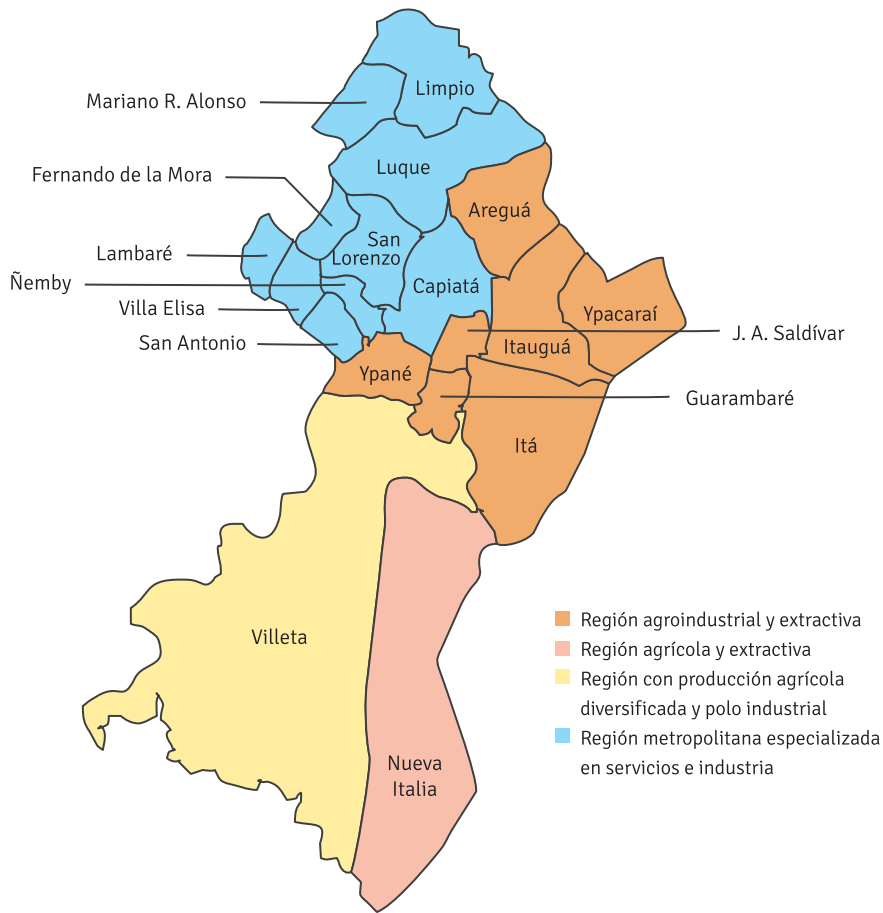 Limpio
Mariano R. Alonso
Luque
Fernando de la Mora
Areguá
San
Lorenzo
Lambaré
Ñemby
Capiatá
Villa Elisa
Ypacaraí
San Antonio
J. A. Saldívar
Itauguá
Ypané
Guarambaré
Itá
Villeta
Nueva
Italia
Región agroindustrial y extractiva
Región agrícola y extractiva
Región con producción agrícola
diversificada y polo industrial
Región metropolitana especializada
en servicios e industria